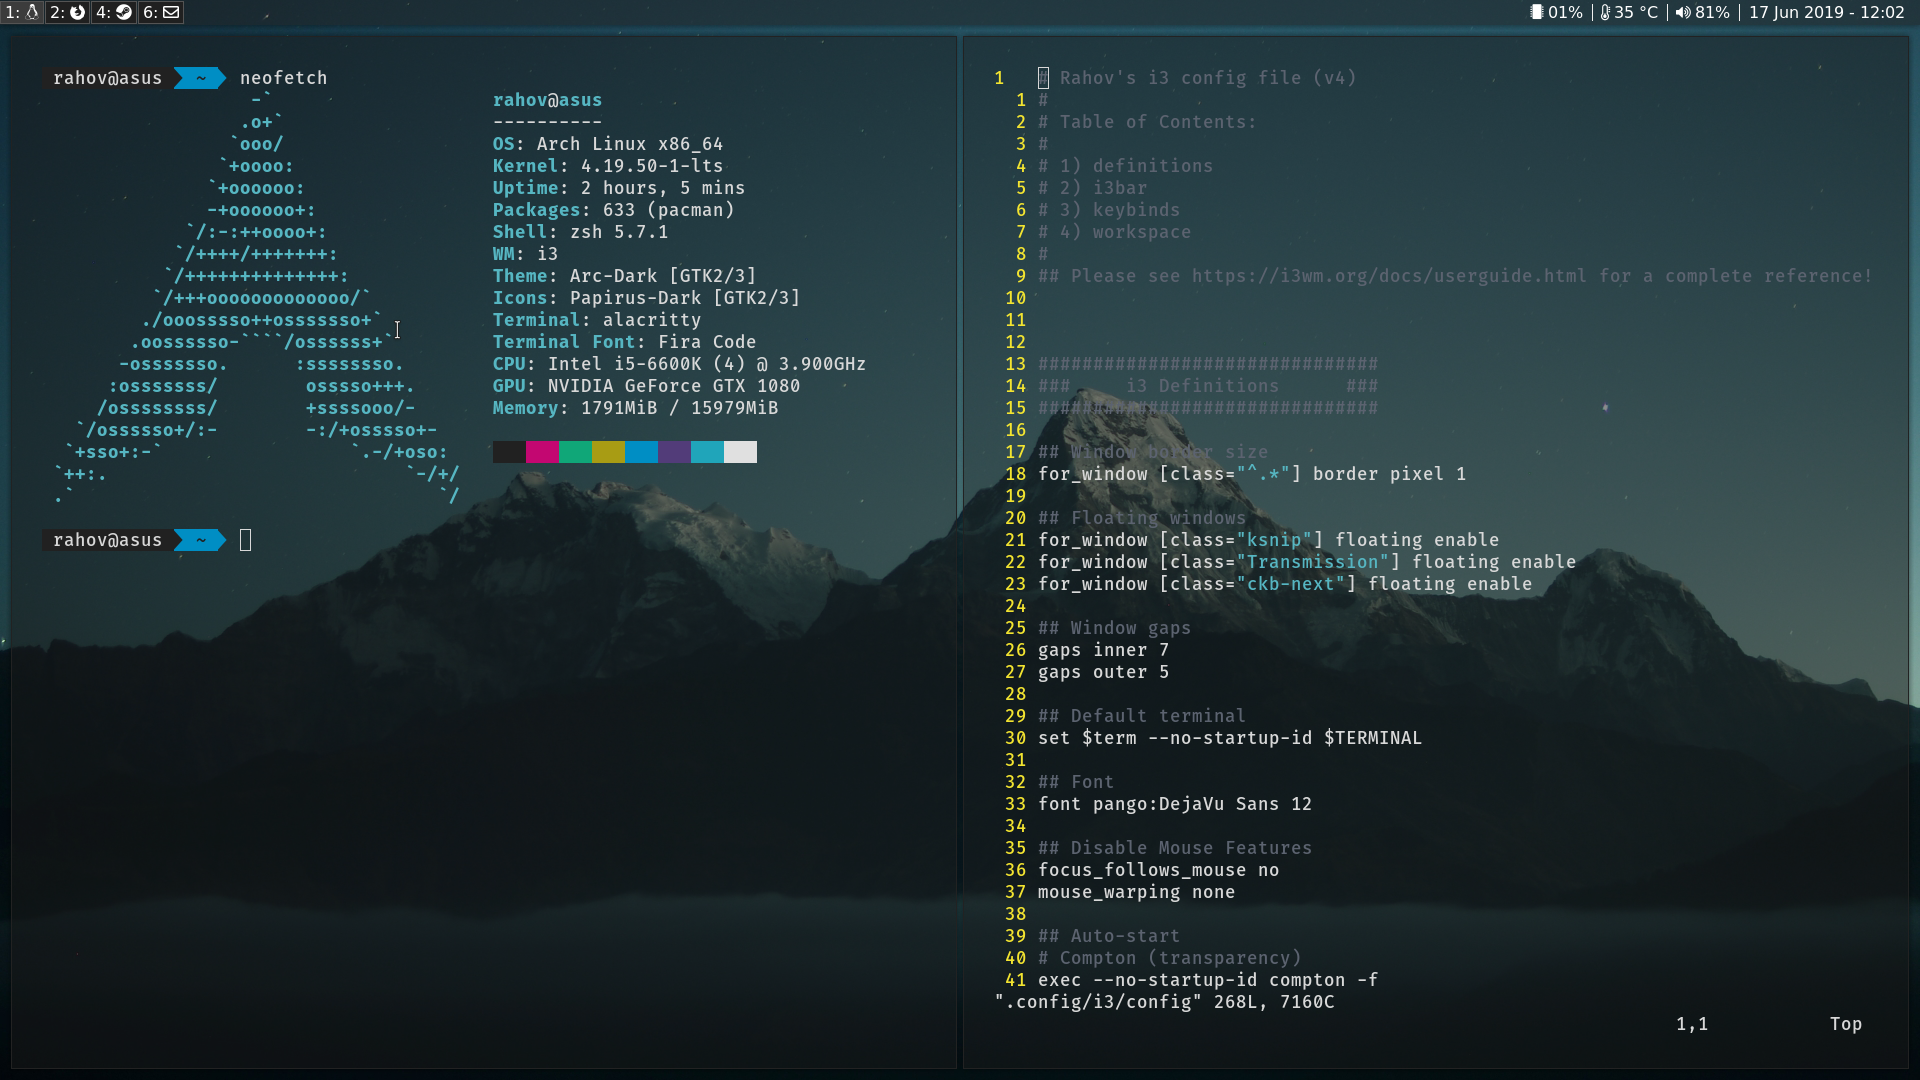 1: 2: 4: 6: 01% | 35 °C | 81% | 17 Jun 2019 - 12:02
rahov@asus ~ neofetch
-`
.o+`
`ooo/
`+oooo:
`+oooooo:
-+oooooo+:
`/:-:++oooo+:
`/++++/+++++++:
`/++++++++++++++:
`/+++ooooooooooooo/`
./ooosssso++osssssso+`
.oossssso-````/ossssss+`
-osssssso.      :ssssssso.
:osssssss/        osssso+++.
/ossssssss/        +ssssooo/-
`/ossssso+/:-        -:/+osssso+-
`+sso+:-`                 `.-/+oso:
`++:.                           `-/+/
.`                                 `/
rahov@asus
----------
OS: Arch Linux x86_64
Kernel: 4.19.50-1-lts
Uptime: 2 hours, 5 mins
Packages: 633 (pacman)
Shell: zsh 5.7.1
WM: i3
Theme: Arc-Dark [GTK2/3]
Icons: Papirus-Dark [GTK2/3]
Terminal: alacritty
Terminal Font: Fira Code
CPU: Intel i5-6600K (4) @ 3.900GHz
GPU: NVIDIA GeForce GTX 1080
Memory: 1791MiB / 15979MiB
rahov@asus ~
1 # Rahov's i3 config file (v4)
1 #
2 # Table of Contents:
3 #
4 # 1) definitions
5 # 2) i3bar
6 # 3) keybinds
7 # 4) workspace
8 #
9 ## Please see https://i3wm.org/docs/userguide.html for a complete reference!
10
11
12
13 ###############################
14 ###     i3 Definitions      ###
15 ###############################
16
17 ## Window border size
18 for_window [class="^.*"] border pixel 1
19
20 ## Floating windows
21 for_window [class="ksnip"] floating enable
22 for_window [class="Transmission"] floating enable
23 for_window [class="ckb-next"] floating enable
24
25 ## Window gaps
26 gaps inner 7
27 gaps outer 5
28
29 ## Default terminal
30 set $term --no-startup-id $TERMINAL
31
32 ## Font
33 font pango:DejaVu Sans 12
34
35 ## Disable Mouse Features
36 focus_follows_mouse no
37 mouse_warping none
38
39 ## Auto-start
40 # Compton (transparency)
41 exec --no-startup-id compton -f
".config/i3/config" 268L, 7160C
1,1 Top